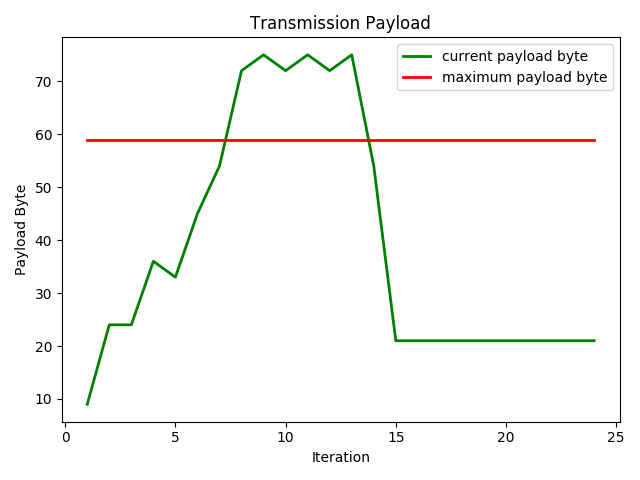 Transmission Payload
current payload byte
maximum payload byte
Payload Byte
70
60
50
40
30
20
10
0 5 10 15 20 25
Iteration